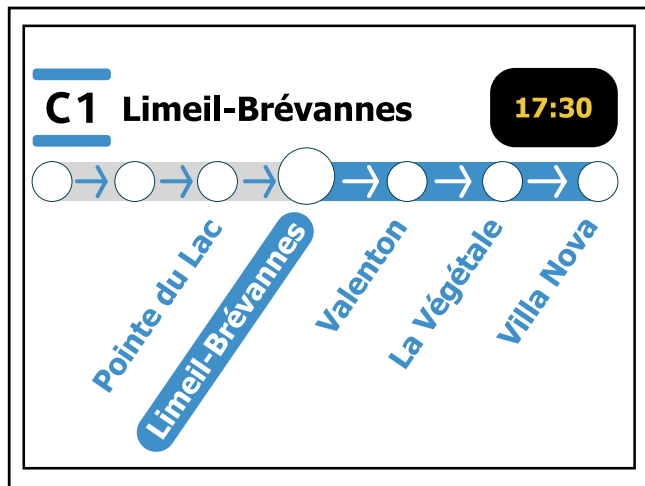 C1 Limeil-Brévannes 17:30
Pointe du Lac
Limeil-Brévannes
Valenton
La Végétale
Villa Nova